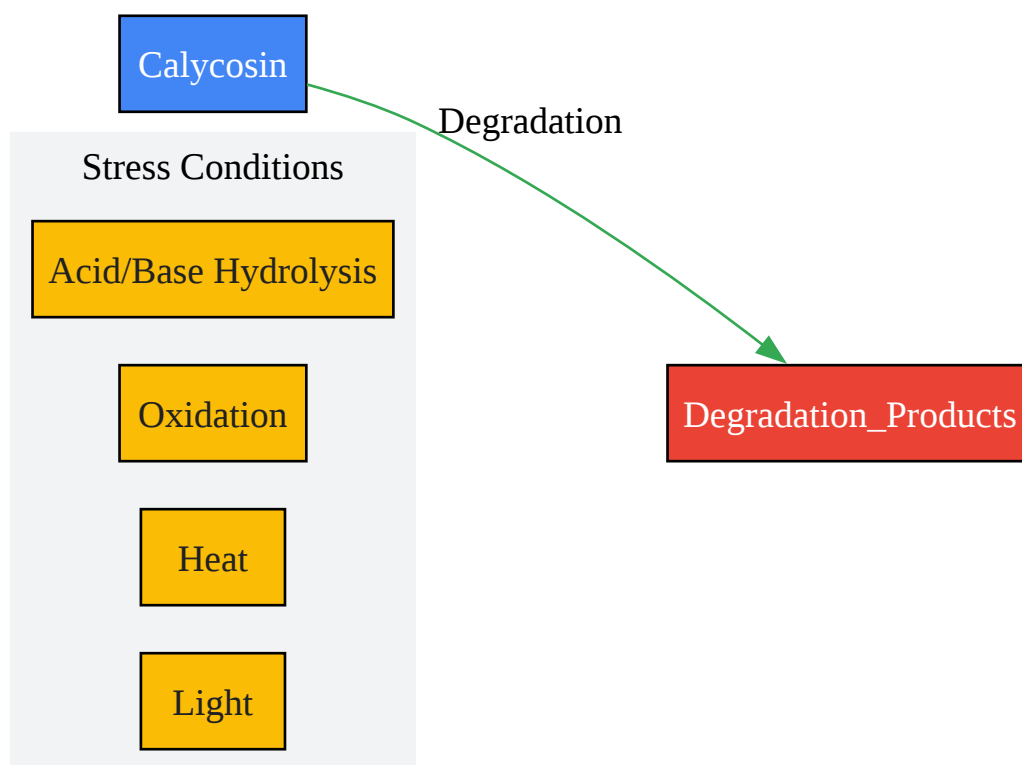 Calycosin
Degradation
Stress Conditions
Acid/Base Hydrolysis
Oxidation
Degradation_Products
Heat
Light